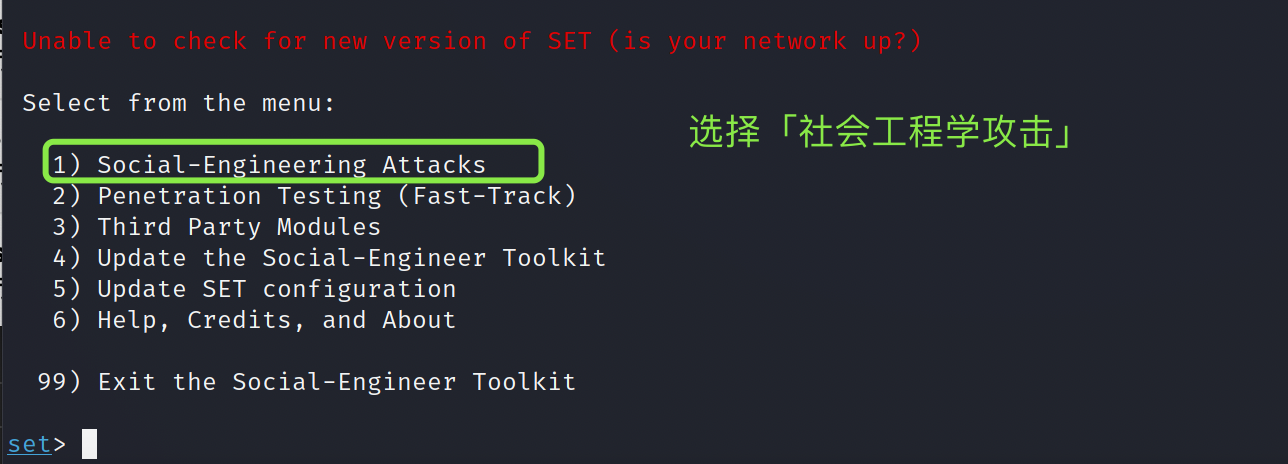 Unable to check for new version of SET (is your network up?)
Select from the menu:
选择「社会工程学攻击」
1) Social-Engineering Attacks
2) Penetration Testing (Fast-Track)
3) Third Party Modules
4) Update the Social-Engineer Toolkit
5) Update SET configuration
6) Help, Credits, and About
99) Exit the Social-Engineer Toolkit
set>